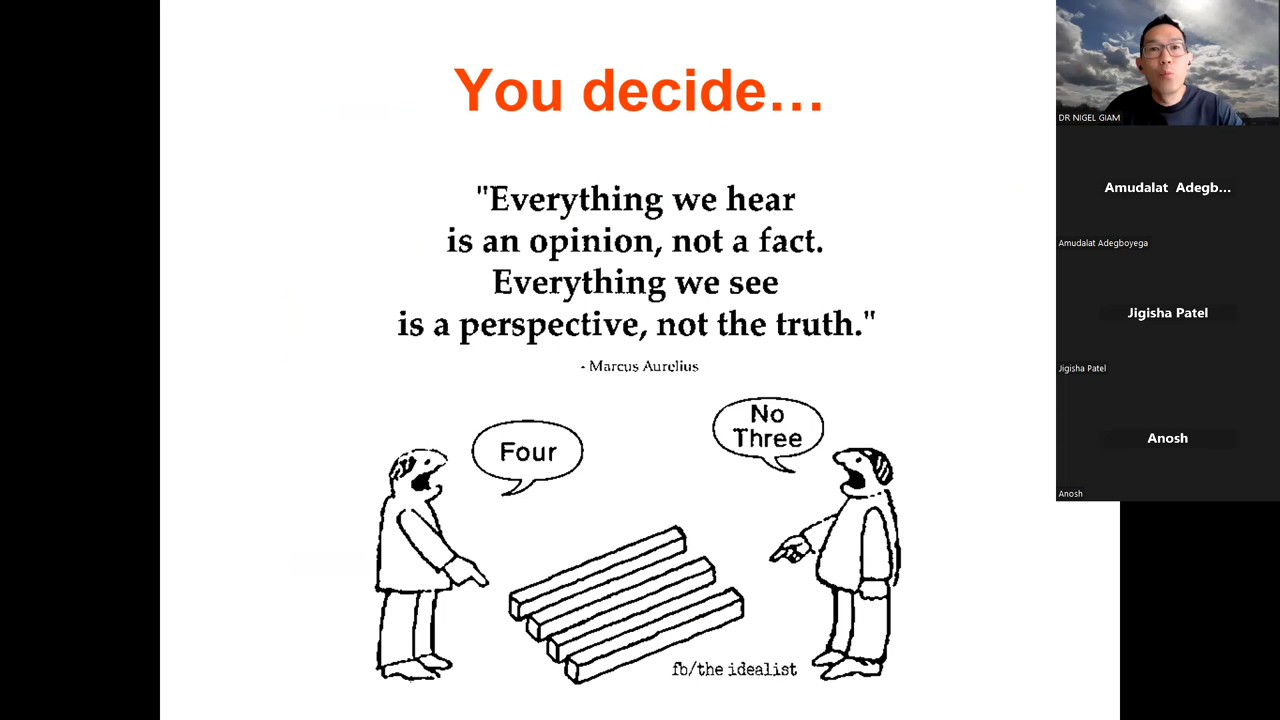 You decide…
"Everything we hear
is an opinion, not a fact.
Everything we see
is a perspective, not the truth."
- Marcus Aurelius
Four
No
Three
fb/the idealist
DR NIGEL GIAM
Amudalat Adegb...
Amudalat Adegboyega
Jigisha Patel
Jigisha Patel
Anosh
Anosh